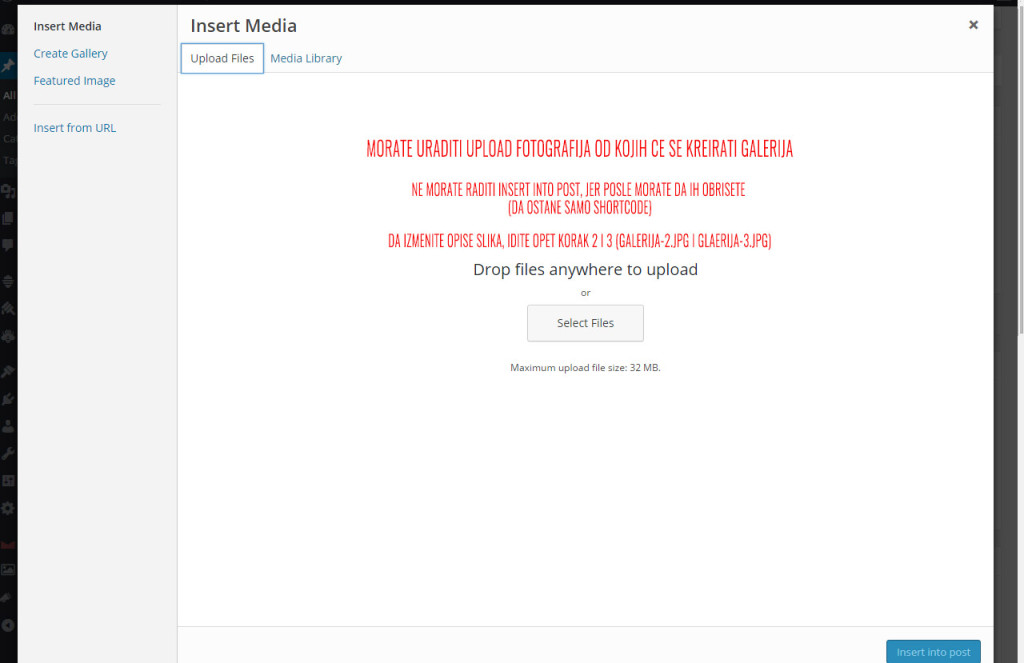 Insert Media
Create Gallery
Featured Image
Insert from URL
Insert Media
Upload Files
Media Library
MORATE URADITI UPLOAD FOTOGRAFIJA OD KOJIH CE SE KREIRATI GALERIJA
NE MORATE RADITI INSERT INTO POST, JER POSLE MORATE DA IH OBRISETE
(DA OSTANE SAMO SHORTCODE)
DA IZMENITE OPISE SLIKA, IDITE OPET KORAK 2 I 3 (GALERIJA-2.JPG I GLAERIJA-3.JPG)
Drop files anywhere to upload
or
Select Files
Maximum upload file size: 32 MB.
Insert into post
All